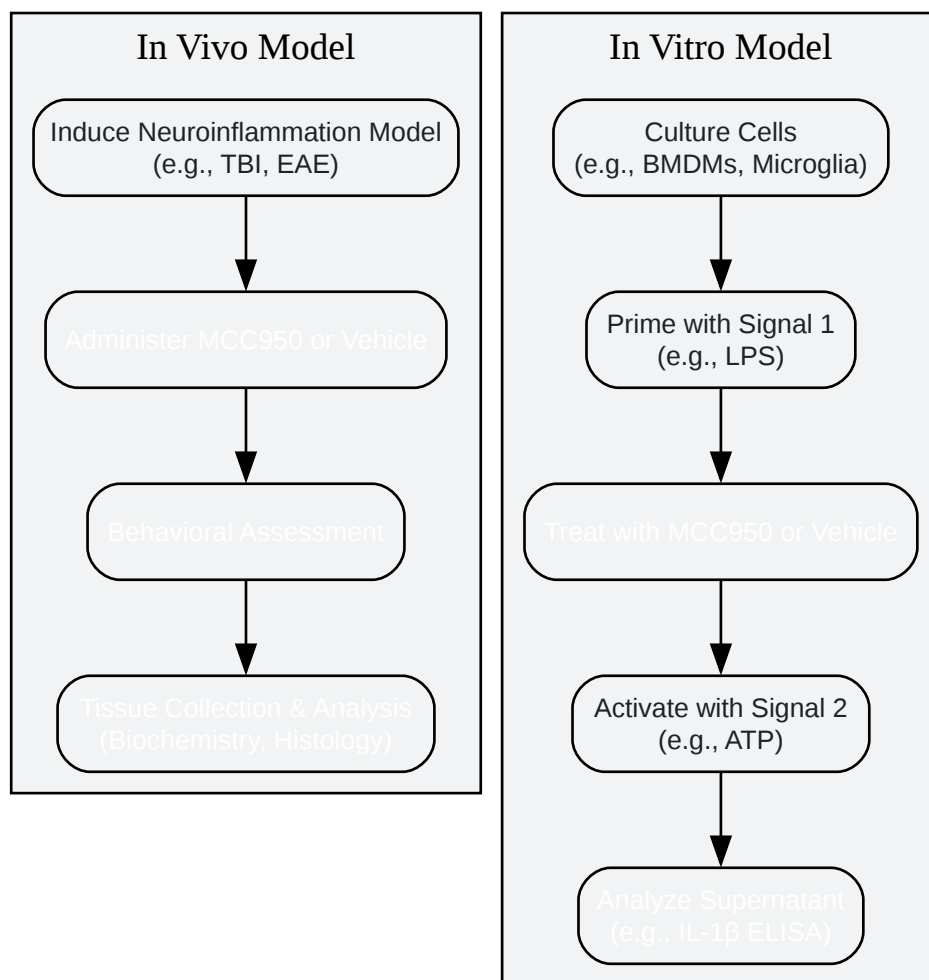 In Vivo Model
Induce Neuroinflammation Model
(e.g., TBI, EAE)
Administer MCC950 or Vehicle
Behavioral Assessment
Tissue Collection & Analysis
(Biochemistry, Histology)
In Vitro Model
Culture Cells
(e.g., BMDMs, Microglia)
Prime with Signal 1
(e.g., LPS)
Treat with MCC950 or Vehicle
Activate with Signal 2
(e.g., ATP)
Analyze Supernatant
(e.g., IL-1β ELISA)